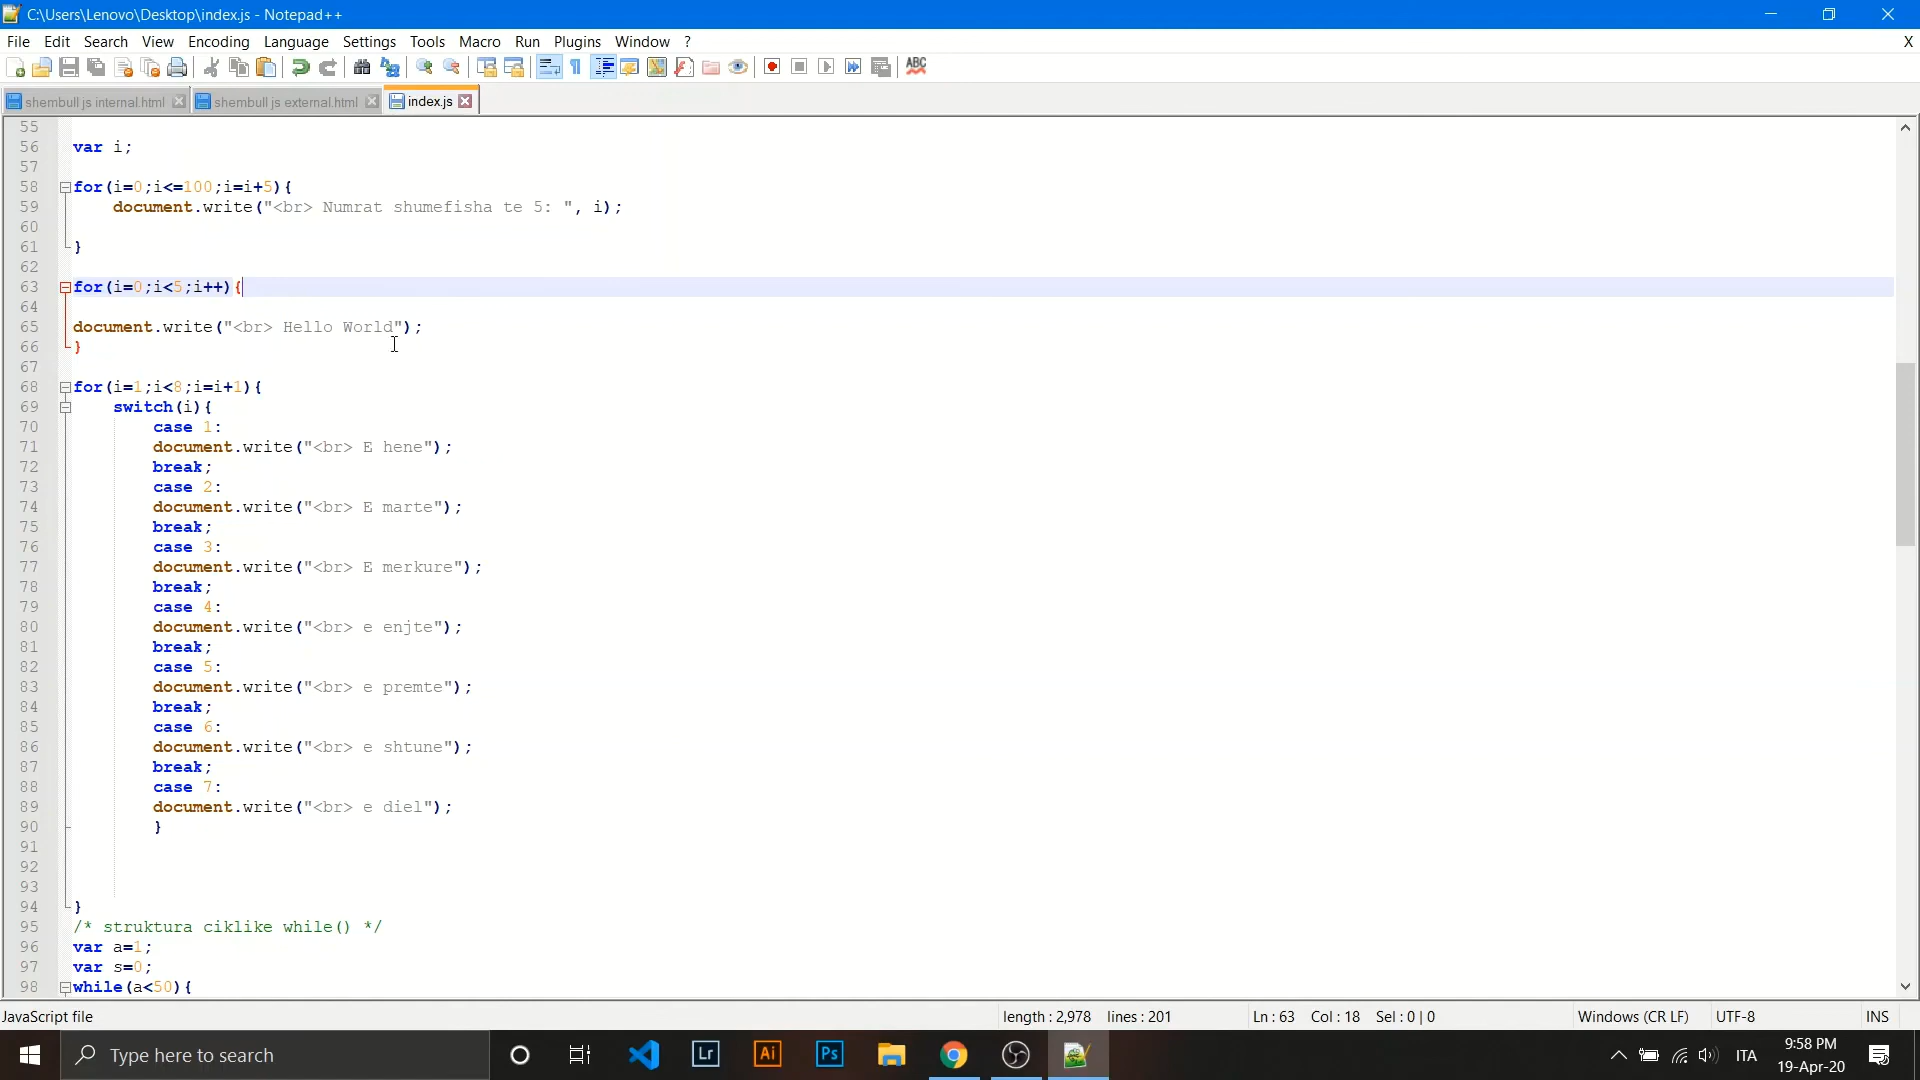 C:\Users\Lenovo\Desktop\index.js - Notepad++
File Edit Search View Encoding Language Settings Tools Macro Run Plugins Window ? X
ABC
shembull js internal.html shembull js external.html index.js
55
56 var i;
57
58 for(i=0;i<=100;i=i+5){
59 document.write("<br> Numrat shumefisha te 5: ", i);
60
61 }
62
63 for(i=0;i<5;i++){
64
65 document.write("<br> Hello World");
66 }
67
68 for(i=1;i<8;i=i+1){
69 switch(i){
70 case 1:
71 document.write("<br> E hene");
72 break;
73 case 2:
74 document.write("<br> E marte");
75 break;
76 case 3:
77 document.write("<br> E merkure");
78 break;
79 case 4:
80 document.write("<br> e enjte");
81 break;
82 case 5:
83 document.write("<br> e premte");
84 break;
85 case 6:
86 document.write("<br> e shtune");
87 break;
88 case 7:
89 document.write("<br> e diel");
90 }
91
92
93
94 }
95 /* struktura ciklike while() */
96 var a=1;
97 var s=0;
98 while(a<50){
JavaScript file length : 2,978 lines : 201 Ln : 63 Col : 18 Sel : 0 | 0 Windows (CR LF) UTF-8 INS
Type here to search Lr Ai Ps ITA 9:58 PM
19-Apr-20